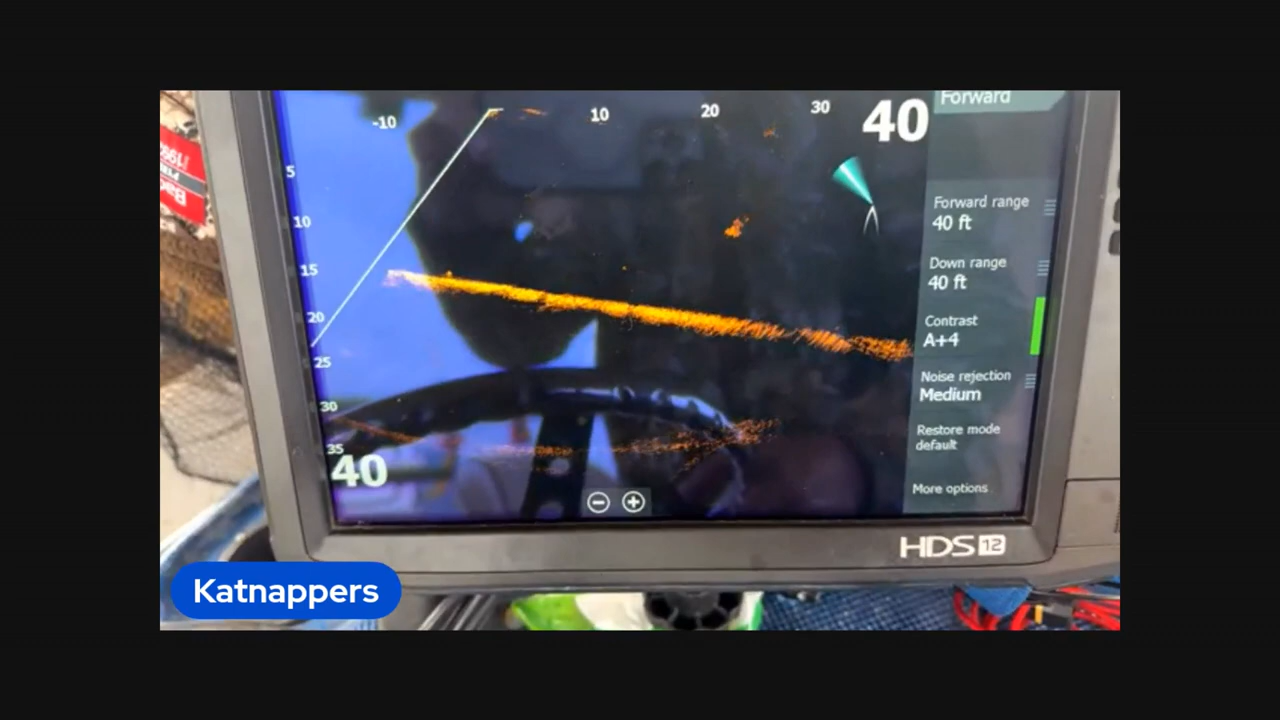 -10
10
20
30
40
Forward
5
10
15
20
25
30
35
40
Forward range
40 ft
Down range
40 ft
Contrast
A+4
Noise rejection
Medium
Restore mode
default
More options
HDS 12
Katnappers